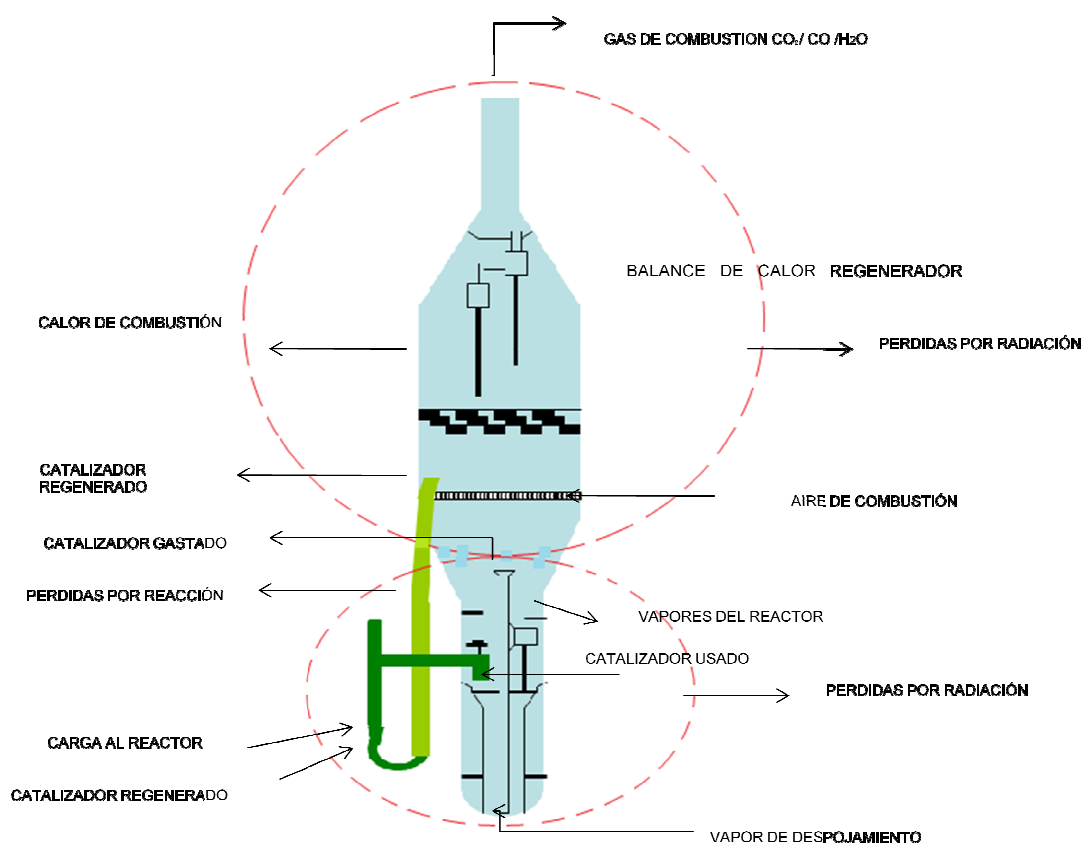 GAS DE COMBUSTION CO₂/ CO /H2O
BALANCE DE CALOR REGENERADOR
CALOR DE COMBUSTIÓN
PERDIDAS POR RADIACIÓN
CATALIZADOR
REGENERADO
AIRE DE COMBUSTIÓN
CATALIZADOR GASTADO
PERDIDAS POR REACCIÓN
VAPORES DEL REACTOR
CATALIZADOR USADO
PERDIDAS POR RADIACIÓN
CARGA AL REACTOR
CATALIZADOR REGENERADO
VAPOR DE DESPOJAMIENTO